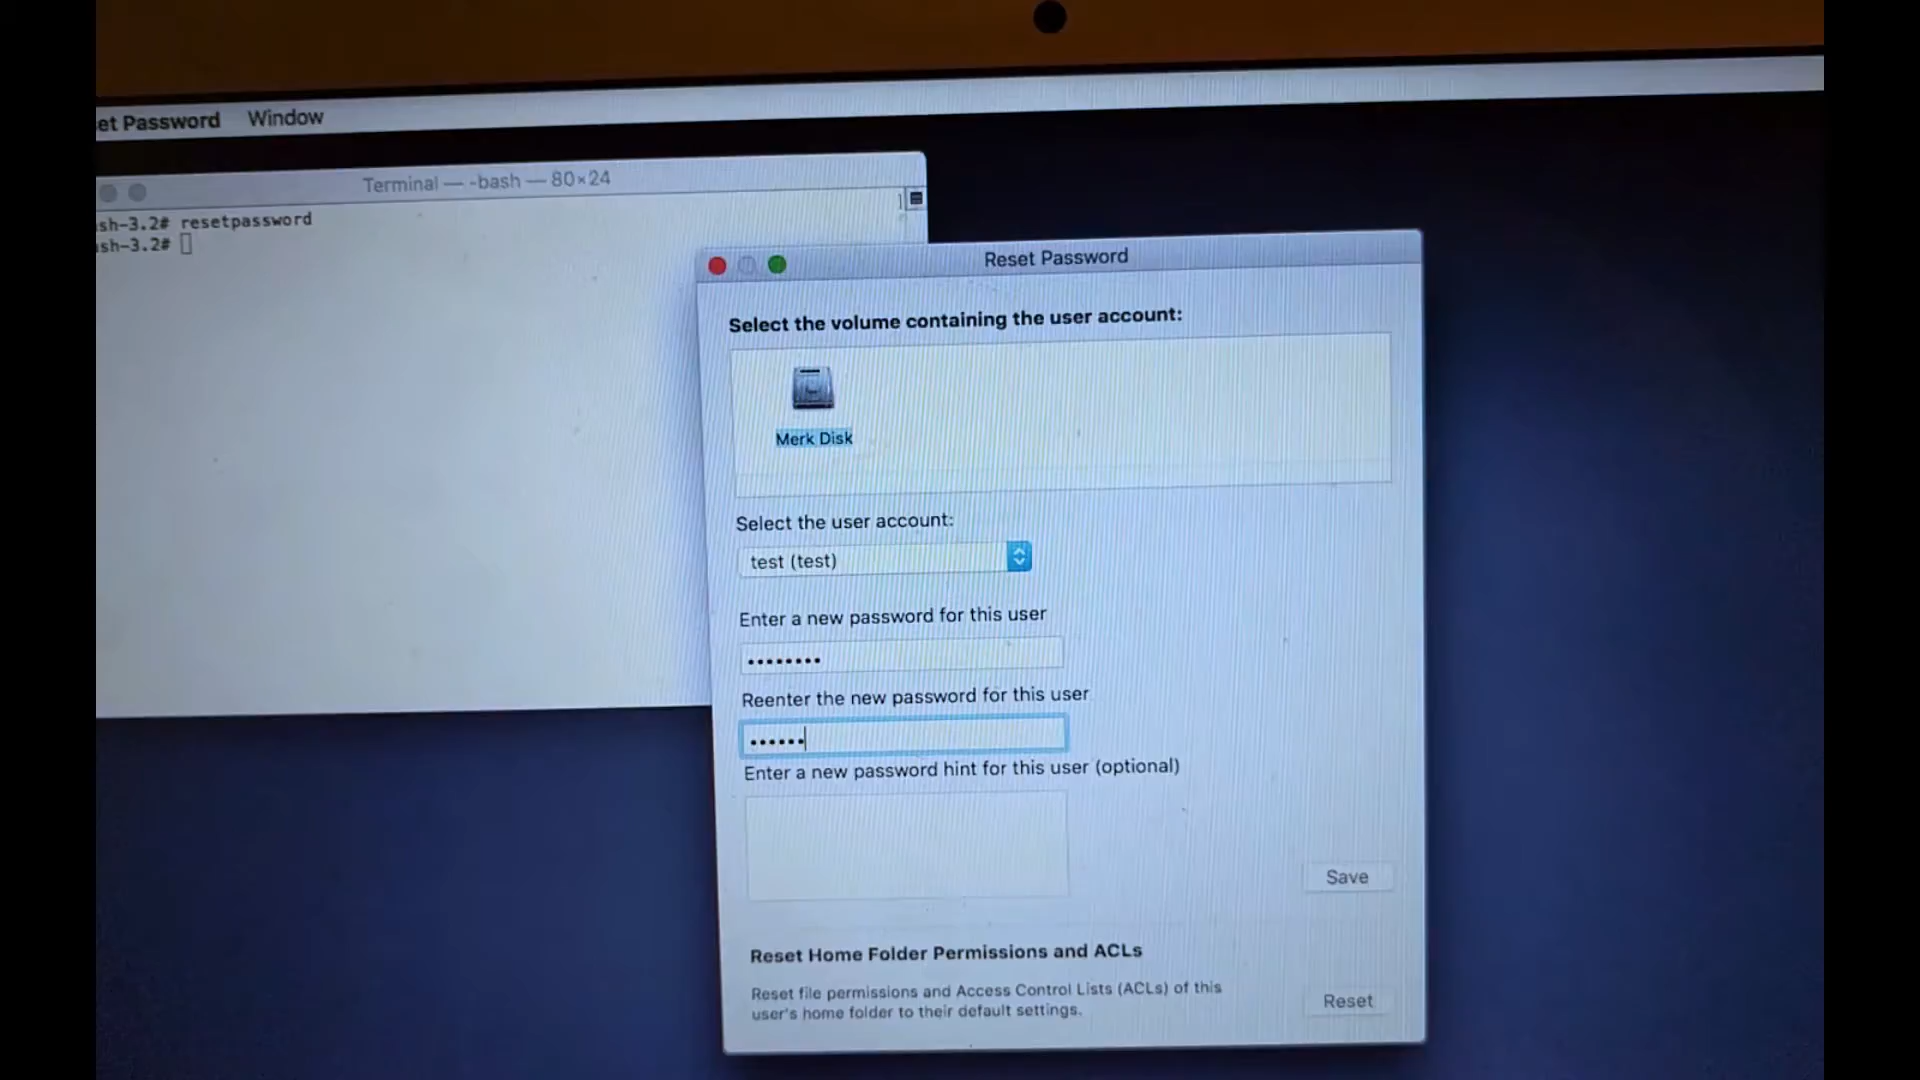 et Password Window
Terminal — -bash — 80×24
sh-3.2# resetpassword
sh-3.2#
Reset Password
Select the volume containing the user account:
Merk Disk
Select the user account:
test (test)
Enter a new password for this user
••••••••
Reenter the new password for this user
••••••
Enter a new password hint for this user (optional)
Save
Reset Home Folder Permissions and ACLs
Reset file permissions and Access Control Lists (ACLs) of this
user's home folder to their default settings.
Reset